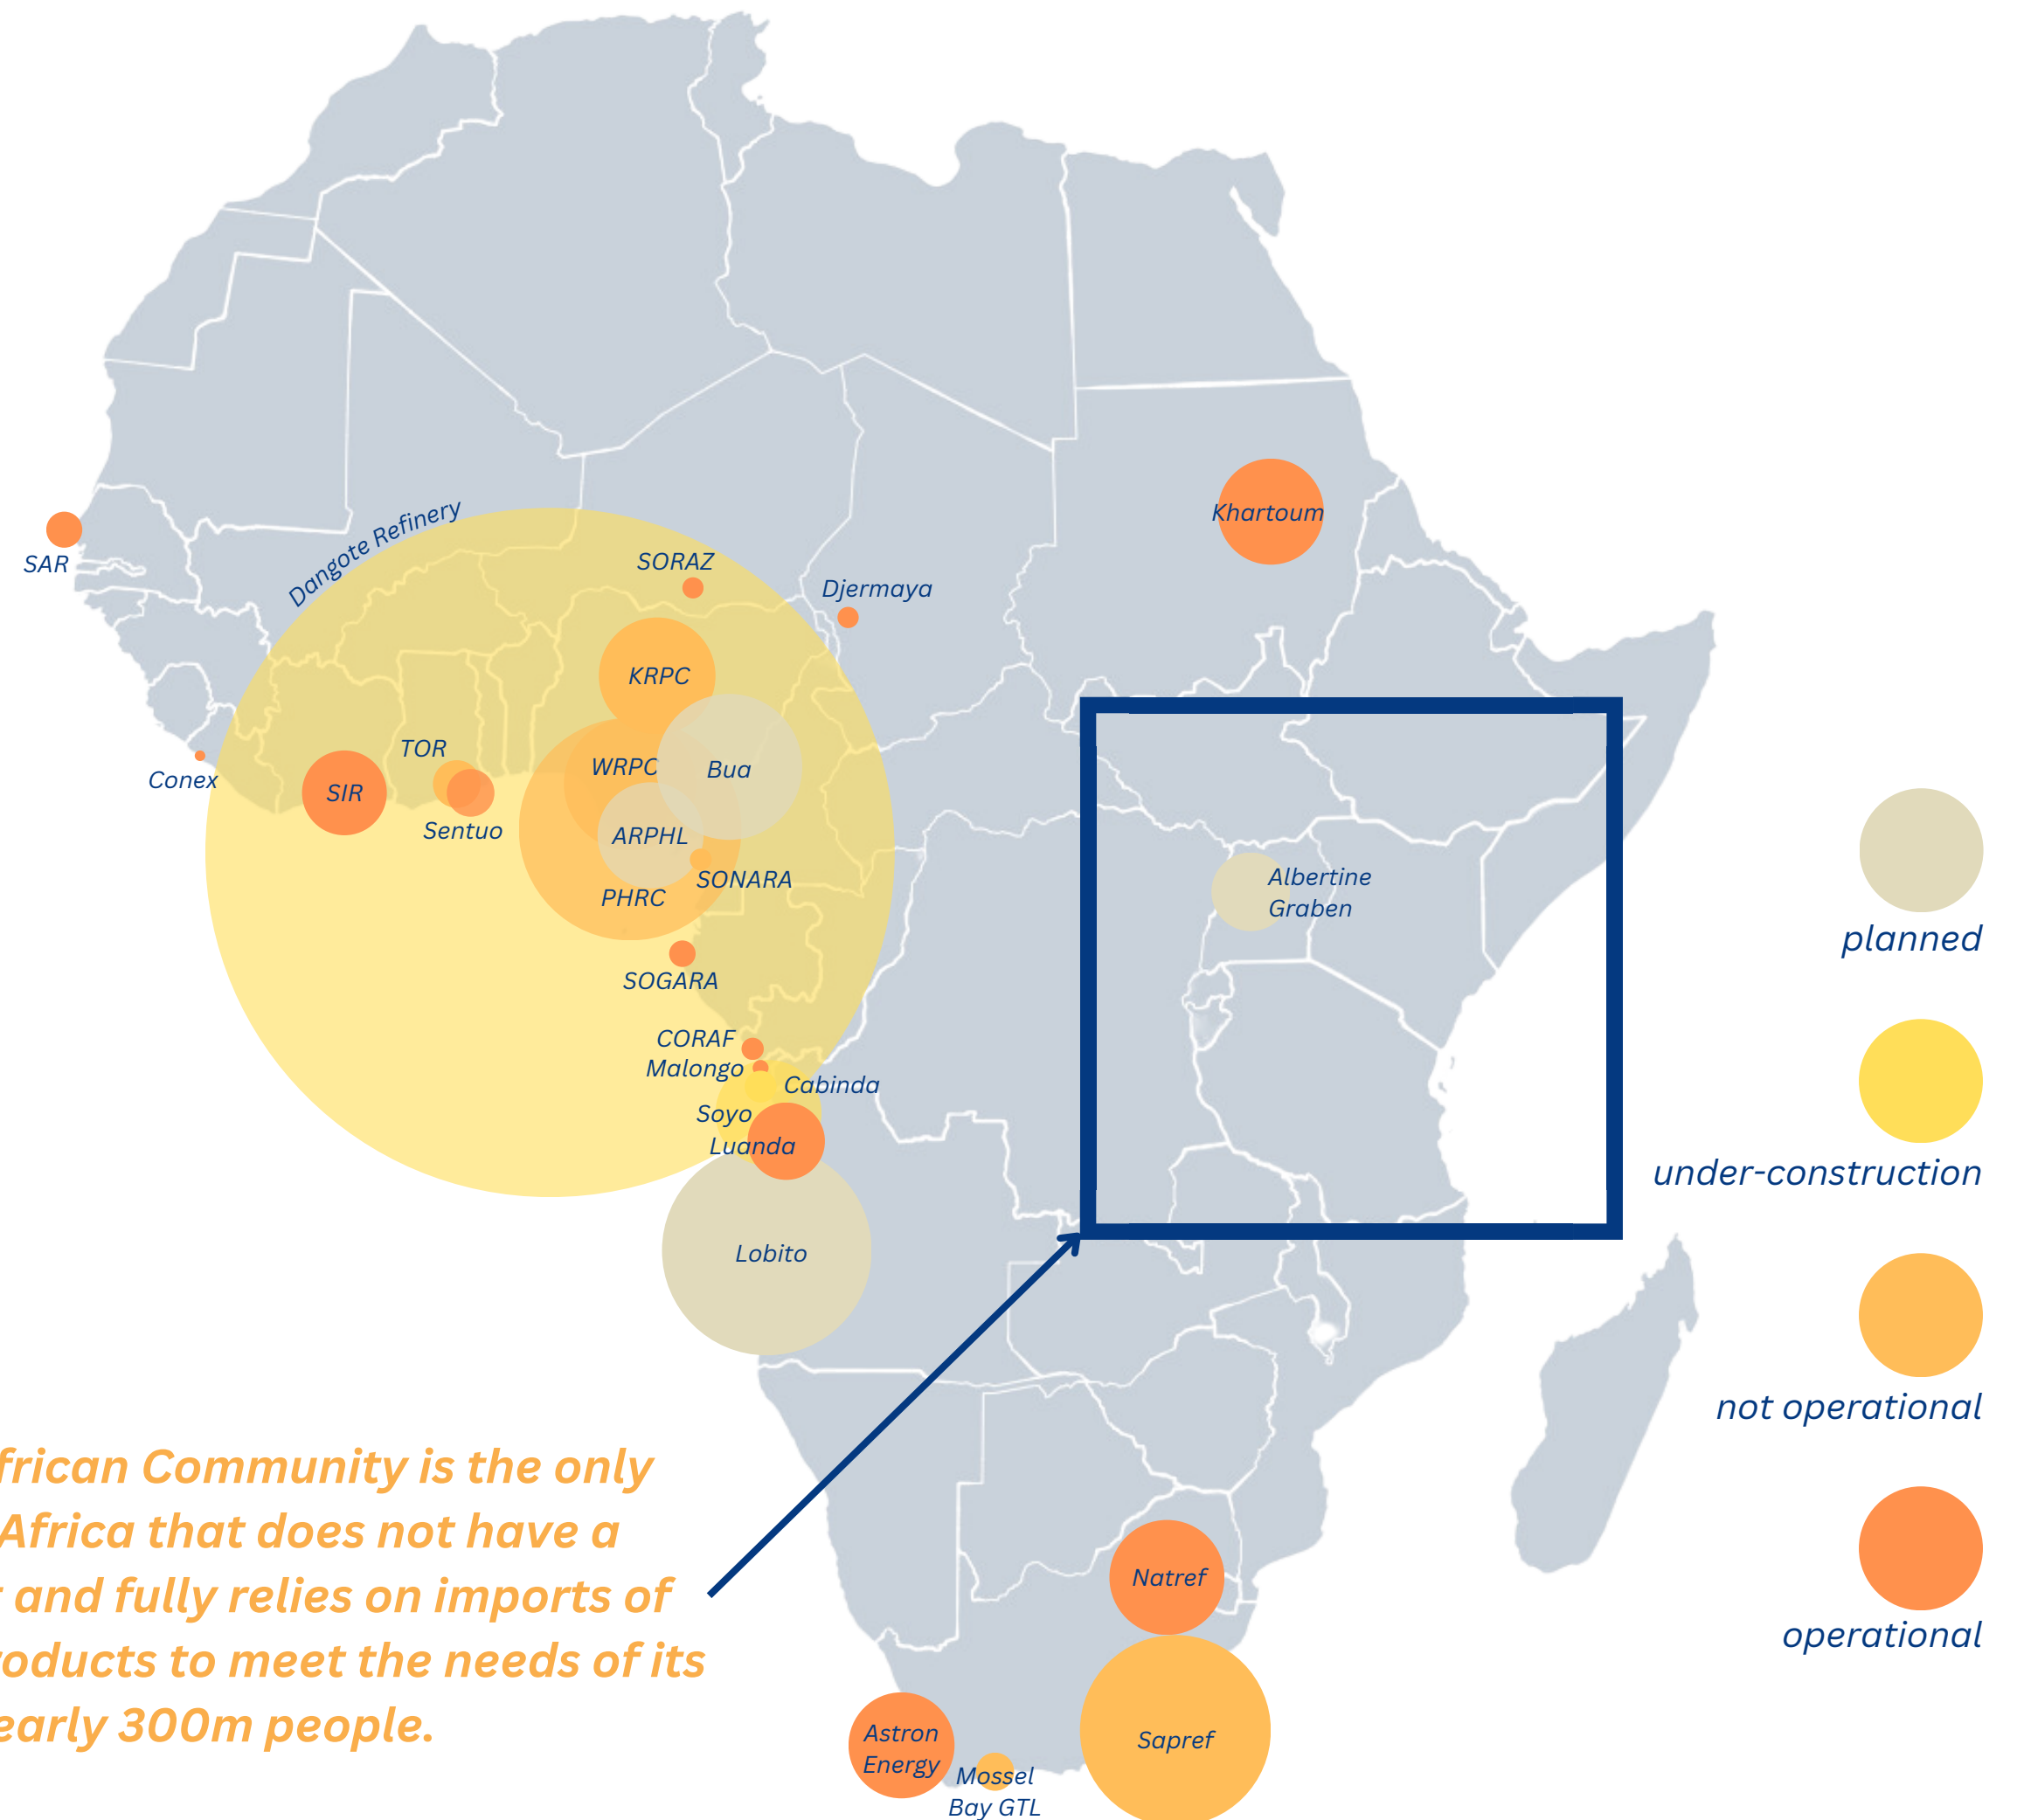 Dangote Refinery
SAR
SORAZ
Djermaya
Khartoum
KRPC
TOR
WRPC
Bua
Conex
SIR
Sentuo
ARPHL
SONARA
PHRC
Albertine
Graben
planned
SOGARA
CORAF
Malongo
Cabinda
Soyo
Luanda
under-construction
Lobito
not operational
frican Community is the only
Africa that does not have a
and fully relies on imports of
roducts to meet the needs of its
early 300m people.
Natref
operational
Astron
Energy
Sapref
Mossel
Bay GTL